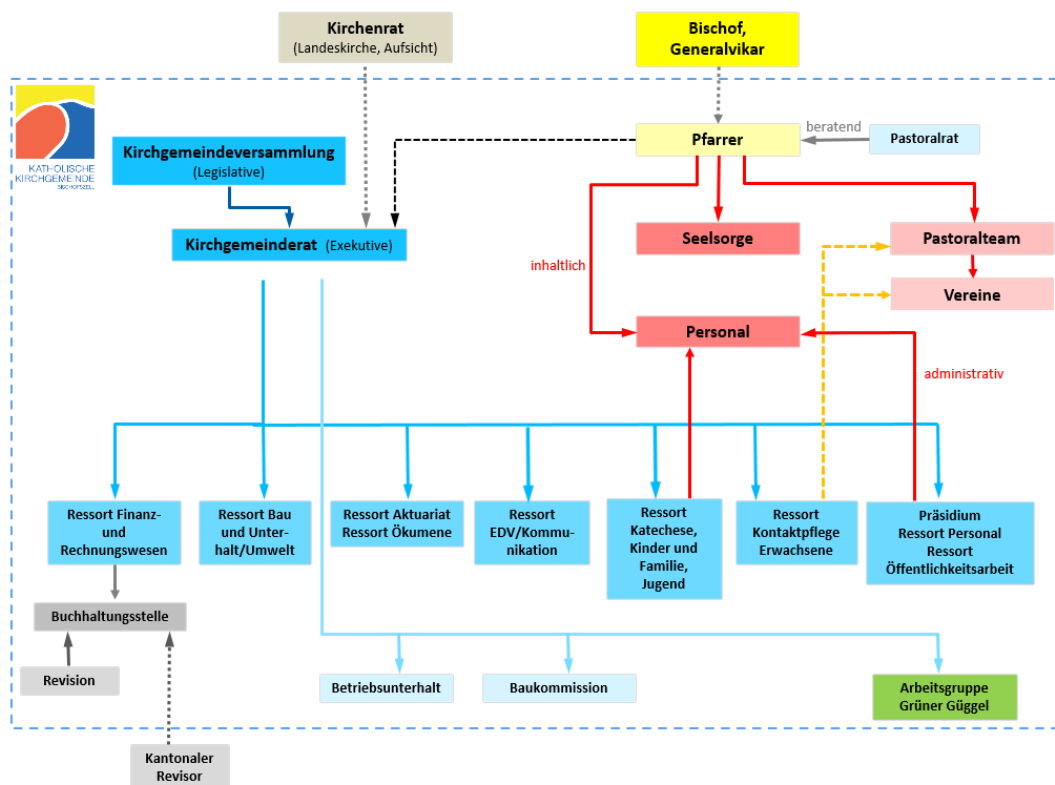 Kirchenrat
(Landeskirche, Aufsicht)
Bischof,
Generalvikar
KATHOLISCHE
KIRCHGEMEINDE
BISCHOFSZELL
Kirchgemeindeversammlung
(Legislative)
Pfarrer
beratend
Pastoralrat
Kirchgemeinderat (Exekutive)
Seelsorge
Pastoralteam
inhaltlich
Vereine
Personal
administrativ
Ressort Finanz-
und
Rechnungswesen
Ressort Bau
und Unter-
halt/Umwelt
Ressort Aktuariat
Ressort Ökumene
Ressort
EDV/Kommu-
nikation
Ressort
Katechese,
Kinder und
Familie,
Jugend
Ressort
Kontaktpflege
Erwachsene
Präsidium
Ressort Personal
Ressort
Öffentlichkeitsarbeit
Buchhaltungsstelle
Revision
Betriebsunterhalt
Baukommission
Arbeitsgruppe
Grüner Güggel
Kantonaler
Revisor